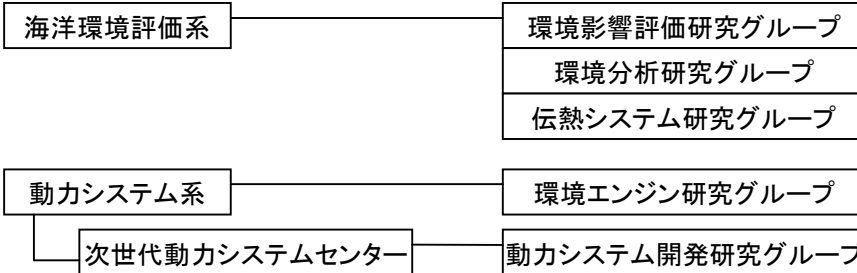 海洋環境評価系 環境影響評価研究グループ
環境分析研究グループ
伝熱システム研究グループ
動力システム系 環境エンジン研究グループ
次世代動力システムセンター 動力システム開発研究グループ